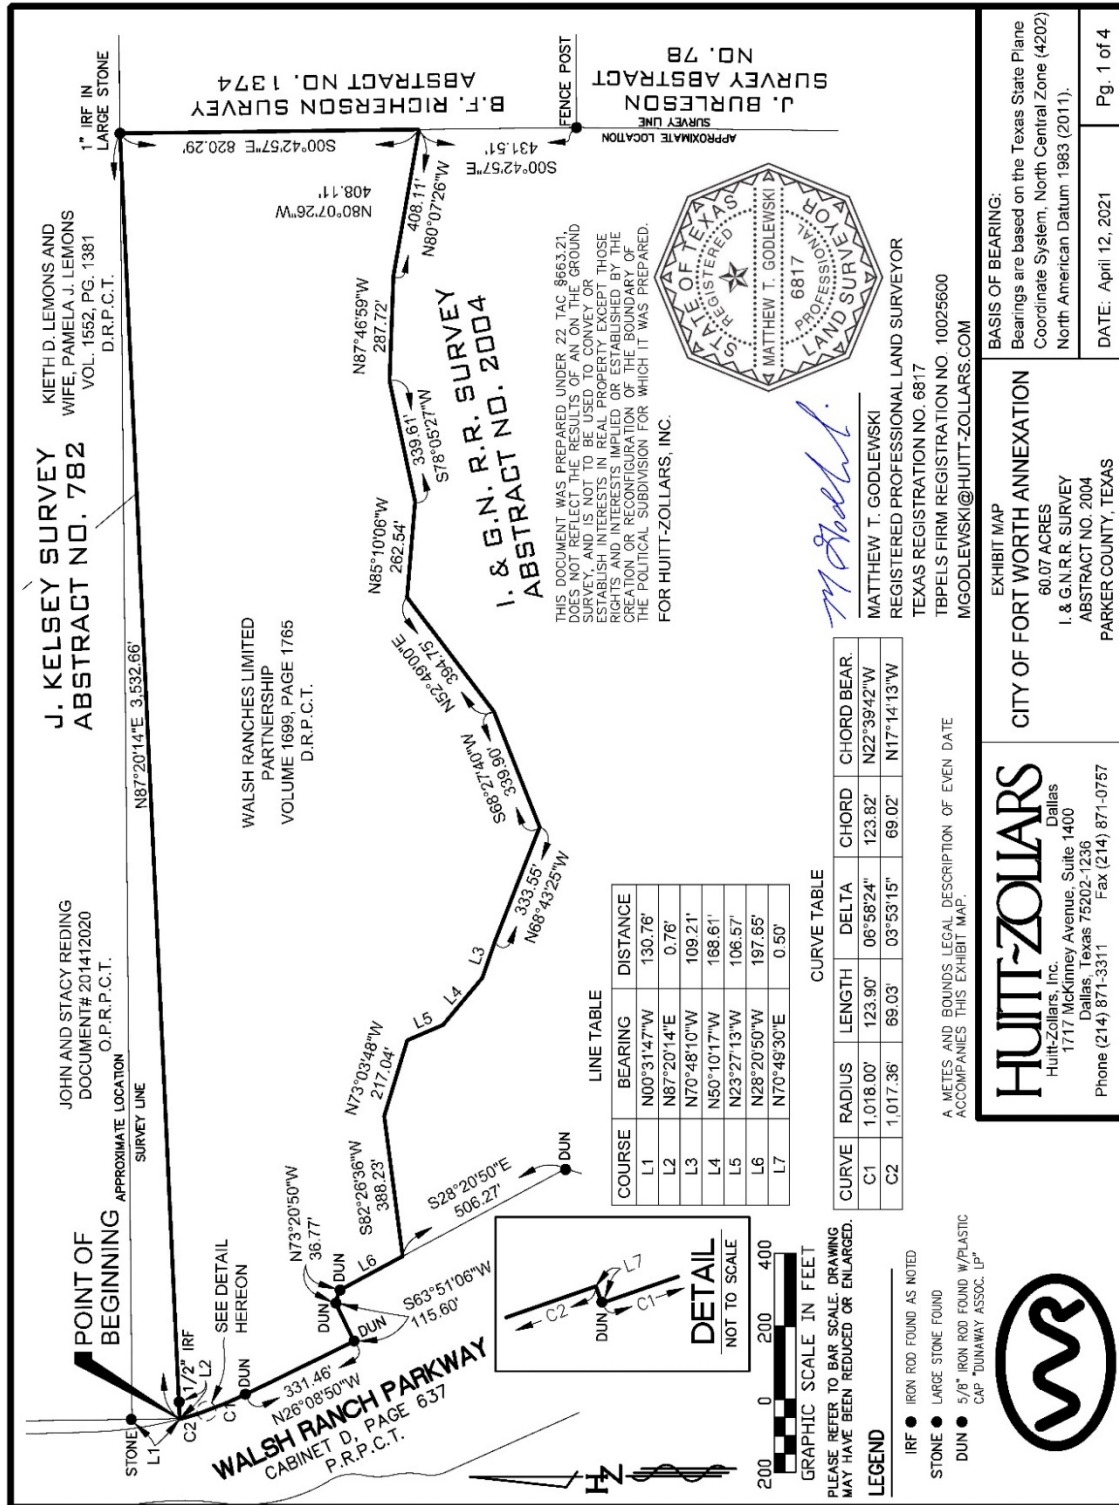 J. KELSEY SURVEY
ABSTRACT NO. 782
KIETH D. LEMONS AND
WIFE, PAMELA J. LEMONS
VOL. 1552, PG. 1381
D.R.P.C.T.
1" IRF IN
LARGE STONE
JOHN AND STACY REDING
DOCUMENT# 201412020
O.P.R.P.C.T.
APPROXIMATE LOCATION
SURVEY LINE
POINT OF
BEGINNING
STONE
L1
1/2" IRF
L2
C2
C1
SEE DETAIL
HEREON
DUN
N87°20'14"E 3,532.66'
WALSH RANCHES LIMITED
PARTNERSHIP
VOLUME 1699, PAGE 1765
D.R.P.C.T.
S00°42'57"E 820.29'
B.F. RICHERSON SURVEY
ABSTRACT NO. 1374
N80°07'26"W
408.11'
408.11'
N80°07'26"W
S00°42'57"E
431.51'
FENCE POST
APPROXIMATE LOCATION
SURVEY LINE
J. BURLESON
SURVEY ABSTRACT
NO. 78
N87°46'59"W
287.72'
339.61'
S78°05'27"W
N85°10'06"W
262.54'
N52°49'00"E
394.75'
S68°27'40"W
339.90'
333.55'
N68°43'25"W
L3
L4
L5
N73°03'48"W
217.04'
S82°26'36"W
388.23'
L6
N73°20'50"W
36.77'
DUN
DUN
DUN
S63°51'06"W
115.60'
331.46'
N26°08'50"W
S28°20'50"E
506.27'
DUN
WALSH RANCH PARKWAY
CABINET D, PAGE 637
P.R.P.C.T.
I. & G.N. R.R. SURVEY
ABSTRACT NO. 2004
THIS DOCUMENT WAS PREPARED UNDER 22 TAC §663.21,
DOES NOT REFLECT THE RESULTS OF AN ON THE GROUND
SURVEY, AND IS NOT TO BE USED TO CONVEY OR
ESTABLISH INTERESTS IN REAL PROPERTY EXCEPT THOSE
RIGHTS AND INTERESTS IMPLIED OR ESTABLISHED BY THE
CREATION OR RECONFIGURATION OF THE BOUNDARY OF
THE POLITICAL SUBDIVISION FOR WHICH IT WAS PREPARED.
FOR HUITT-ZOLLARS, INC.
STATE OF TEXAS
REGISTERED
MATTHEW T. GODLEWSKI
6817
PROFESSIONAL
LAND SURVEYOR
MATTHEW T. GODLEWSKI
REGISTERED PROFESSIONAL LAND SURVEYOR
TEXAS REGISTRATION NO. 6817
TBPELS FIRM REGISTRATION NO. 10025600
MGODLEWSKI@HUITT-ZOLLARS.COM
LINE TABLE
COURSE BEARING DISTANCE
L1 N00°31'47"W 130.76'
L2 N87°20'14"E 0.76'
L3 N70°48'10"W 109.21'
L4 N50°10'17"W 168.61'
L5 N23°27'13"W 106.57'
L6 N28°20'50"W 197.65'
L7 N70°49'30"E 0.50'
CURVE TABLE
CURVE RADIUS LENGTH DELTA CHORD CHORD BEAR.
C1 1,018.00' 123.90' 06°58'24" 123.82' N22°39'42"W
C2 1,017.36' 69.03' 03°53'15" 69.02' N17°14'13"W
C2
L7
DUN
C1
DETAIL
NOT TO SCALE
200 0 200 400
GRAPHIC SCALE IN FEET
PLEASE REFER TO BAR SCALE. DRAWING
MAY HAVE BEEN REDUCED OR ENLARGED.
LEGEND
IRF IRON ROD FOUND AS NOTED
STONE LARGE STONE FOUND
DUN 5/8" IRON ROD FOUND W/PLASTIC
CAP "DUNAWAY ASSOC. LP"
A METES AND BOUNDS LEGAL DESCRIPTION OF EVEN DATE
ACCOMPANIES THIS EXHIBIT MAP.
HUITT~ZOLLARS
Huitt-Zollars, Inc. Dallas
1717 McKinney Avenue, Suite 1400
Dallas, Texas 75202-1236
Phone (214) 871-3311 Fax (214) 871-0757
EXHIBIT MAP
CITY OF FORT WORTH ANNEXATION
60.07 ACRES
I. & G.N.R.R. SURVEY
ABSTRACT NO. 2004
PARKER COUNTY, TEXAS
BASIS OF BEARING:
Bearings are based on the Texas State Plane
Coordinate System, North Central Zone (4202)
North American Datum 1983 (2011).
DATE: April 12, 2021
Pg. 1 of 4